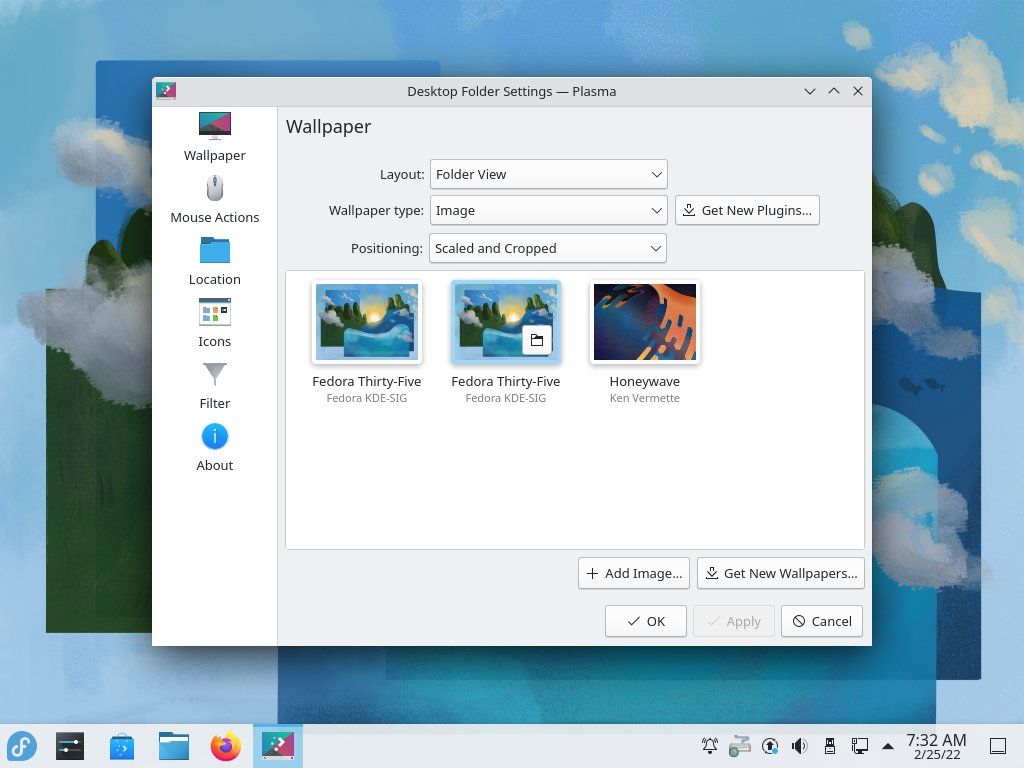 Desktop Folder Settings — Plasma
Wallpaper
Mouse Actions
Location
Icons
Filter
About
Wallpaper
Layout: Folder View
Wallpaper type: Image Get New Plugins...
Positioning: Scaled and Cropped
Fedora Thirty-Five Fedora Thirty-Five Honeywave
Fedora KDE-SIG Fedora KDE-SIG Ken Vermette
Add Image... Get New Wallpapers...
OK Apply Cancel
7:32 AM
2/25/22